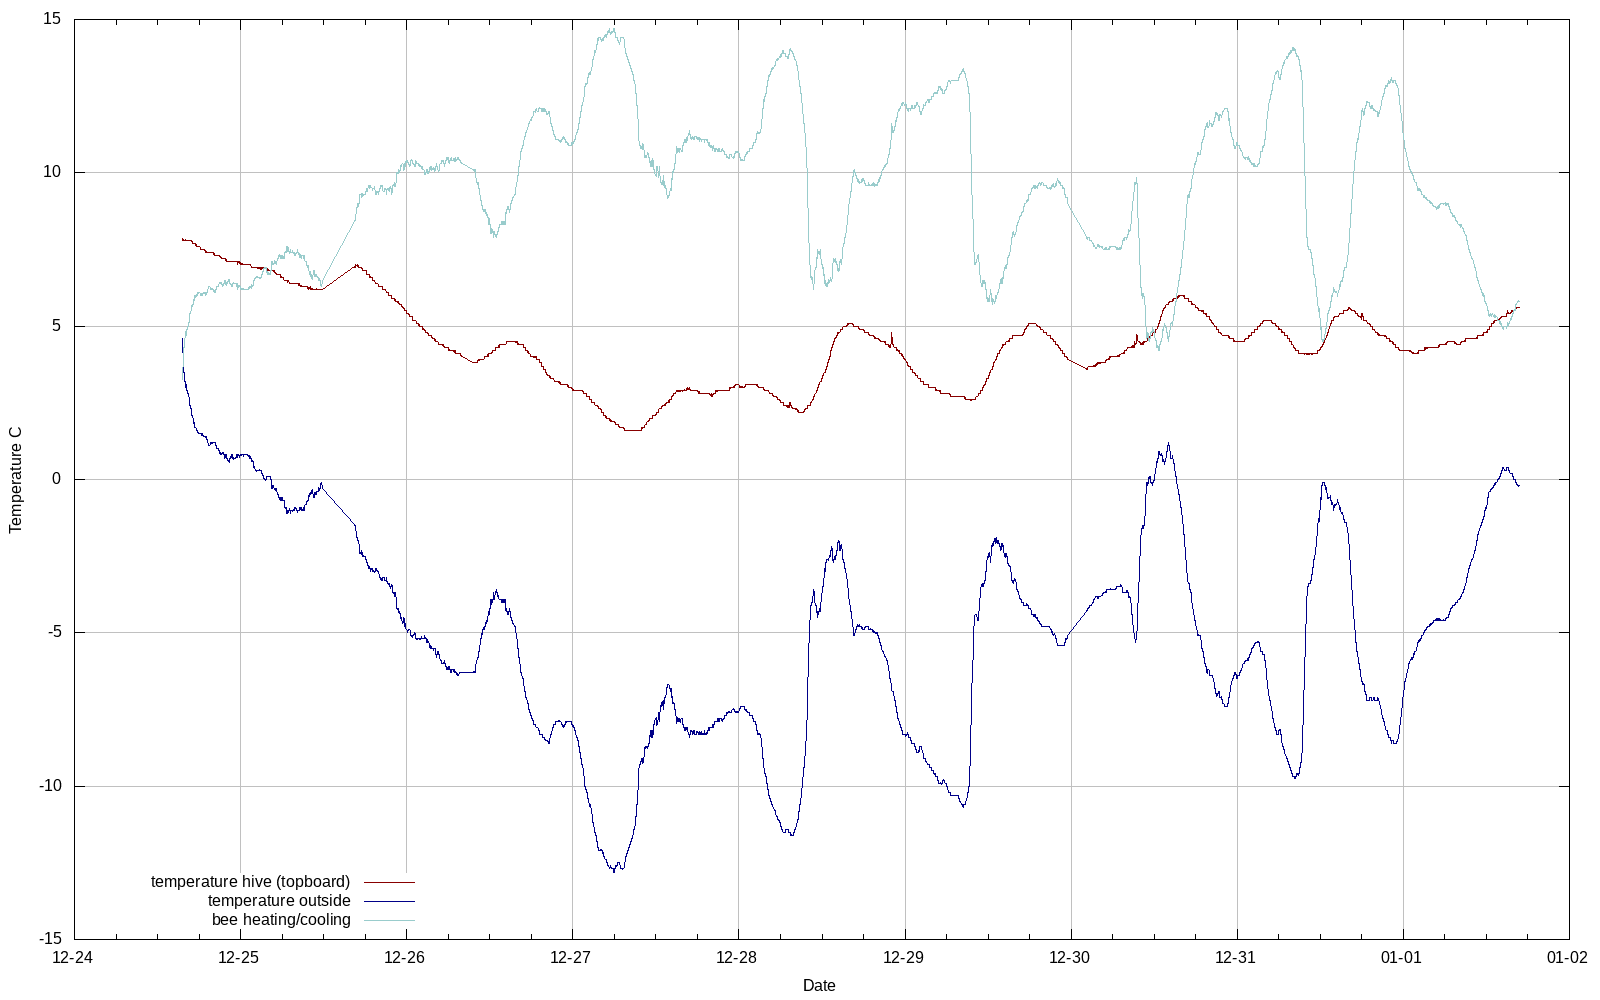 15
10
5
0
-5
-10
-15
Temperature C
temperature hive (topboard)
temperature outside
bee heating/cooling
12-24 12-25 12-26 12-27 12-28 12-29 12-30 12-31 01-01 01-02
Date